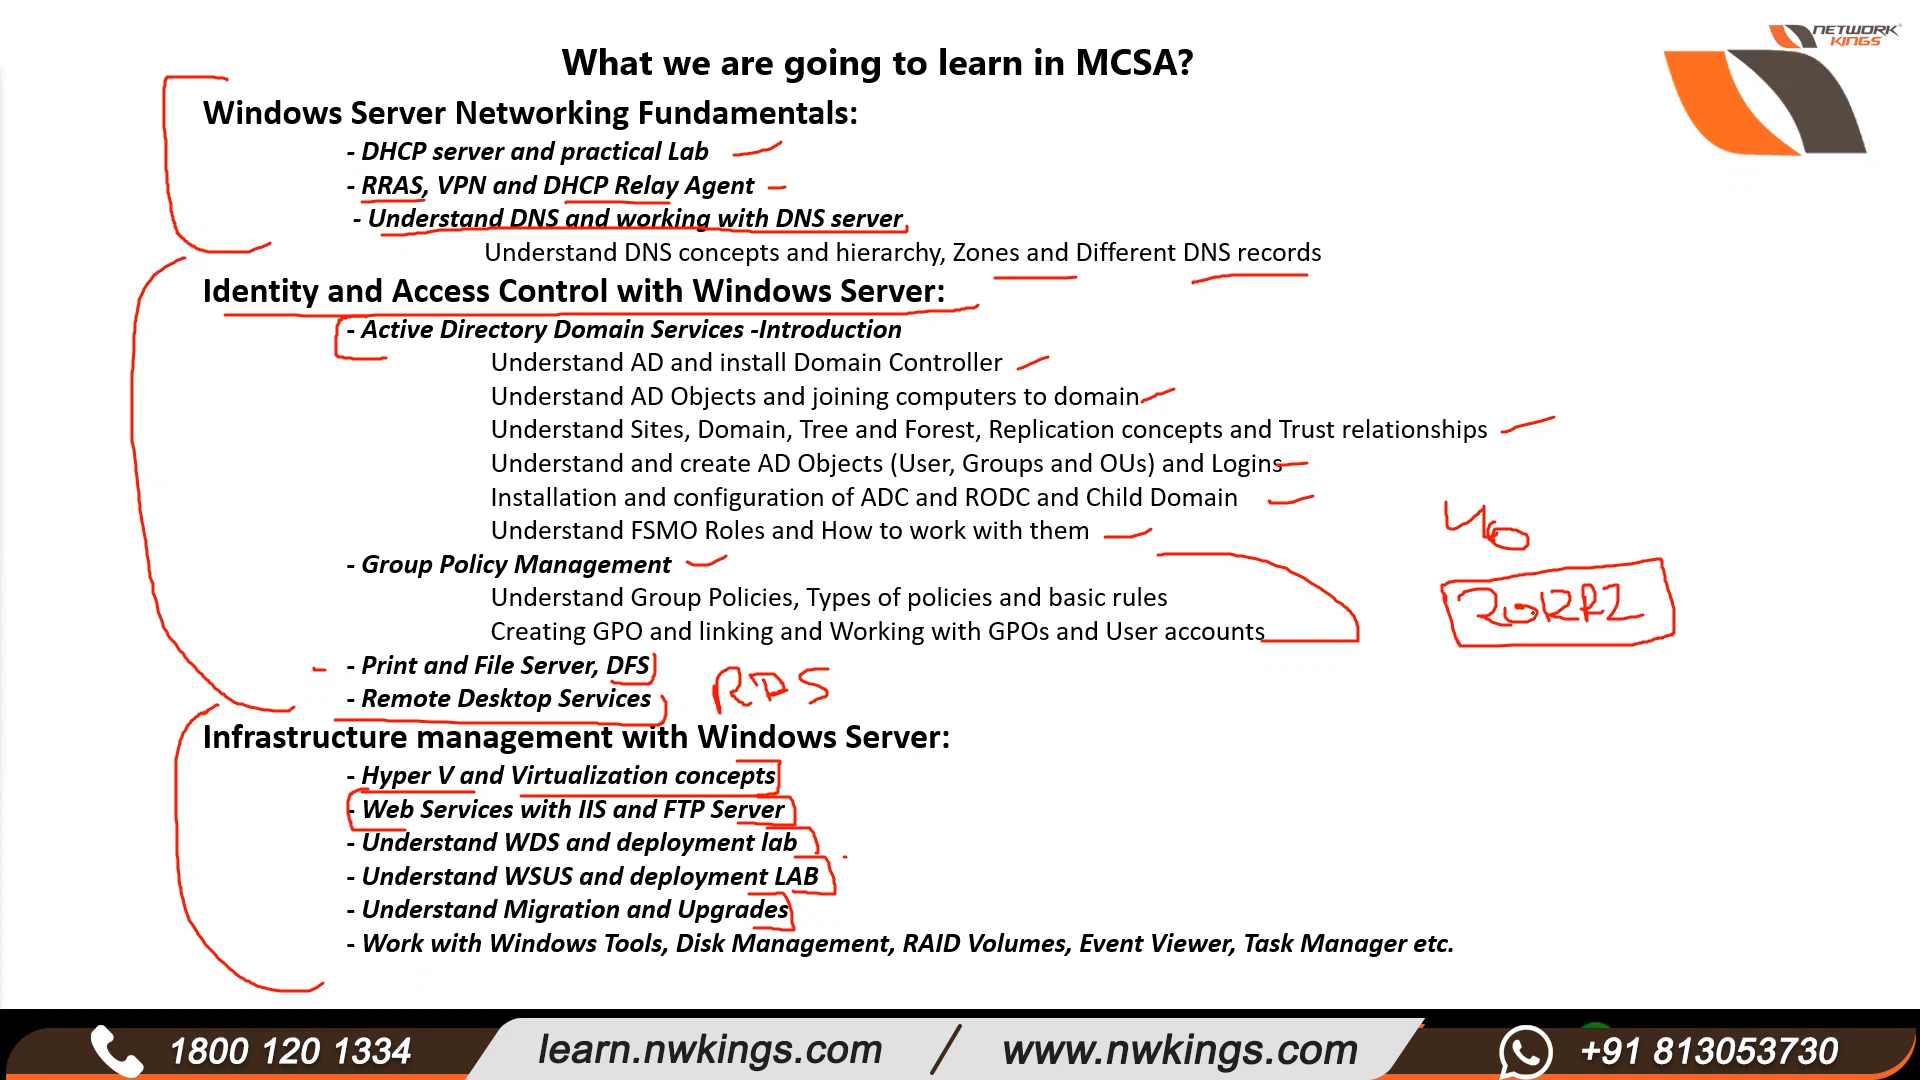 NETWORK
KINGS
What we are going to learn in MCSA?
Windows Server Networking Fundamentals:
- DHCP server and practical Lab
- RRAS, VPN and DHCP Relay Agent
- Understand DNS and working with DNS server
Understand DNS concepts and hierarchy, Zones and Different DNS records
Identity and Access Control with Windows Server:
- Active Directory Domain Services -Introduction
Understand AD and install Domain Controller
Understand AD Objects and joining computers to domain
Understand Sites, Domain, Tree and Forest, Replication concepts and Trust relationships
Understand and create AD Objects (User, Groups and OUs) and Logins
Installation and configuration of ADC and RODC and Child Domain
Understand FSMO Roles and How to work with them
- Group Policy Management
Understand Group Policies, Types of policies and basic rules
Creating GPO and linking and Working with GPOs and User accounts
- Print and File Server, DFS
- Remote Desktop Services
RDS
Infrastructure management with Windows Server:
- Hyper V and Virtualization concepts
- Web Services with IIS and FTP Server
- Understand WDS and deployment lab
- Understand WSUS and deployment LAB
- Understand Migration and Upgrades
- Work with Windows Tools, Disk Management, RAID Volumes, Event Viewer, Task Manager etc.
1800 120 1334
learn.nwkings.com / www.nwkings.com
+91 813053730